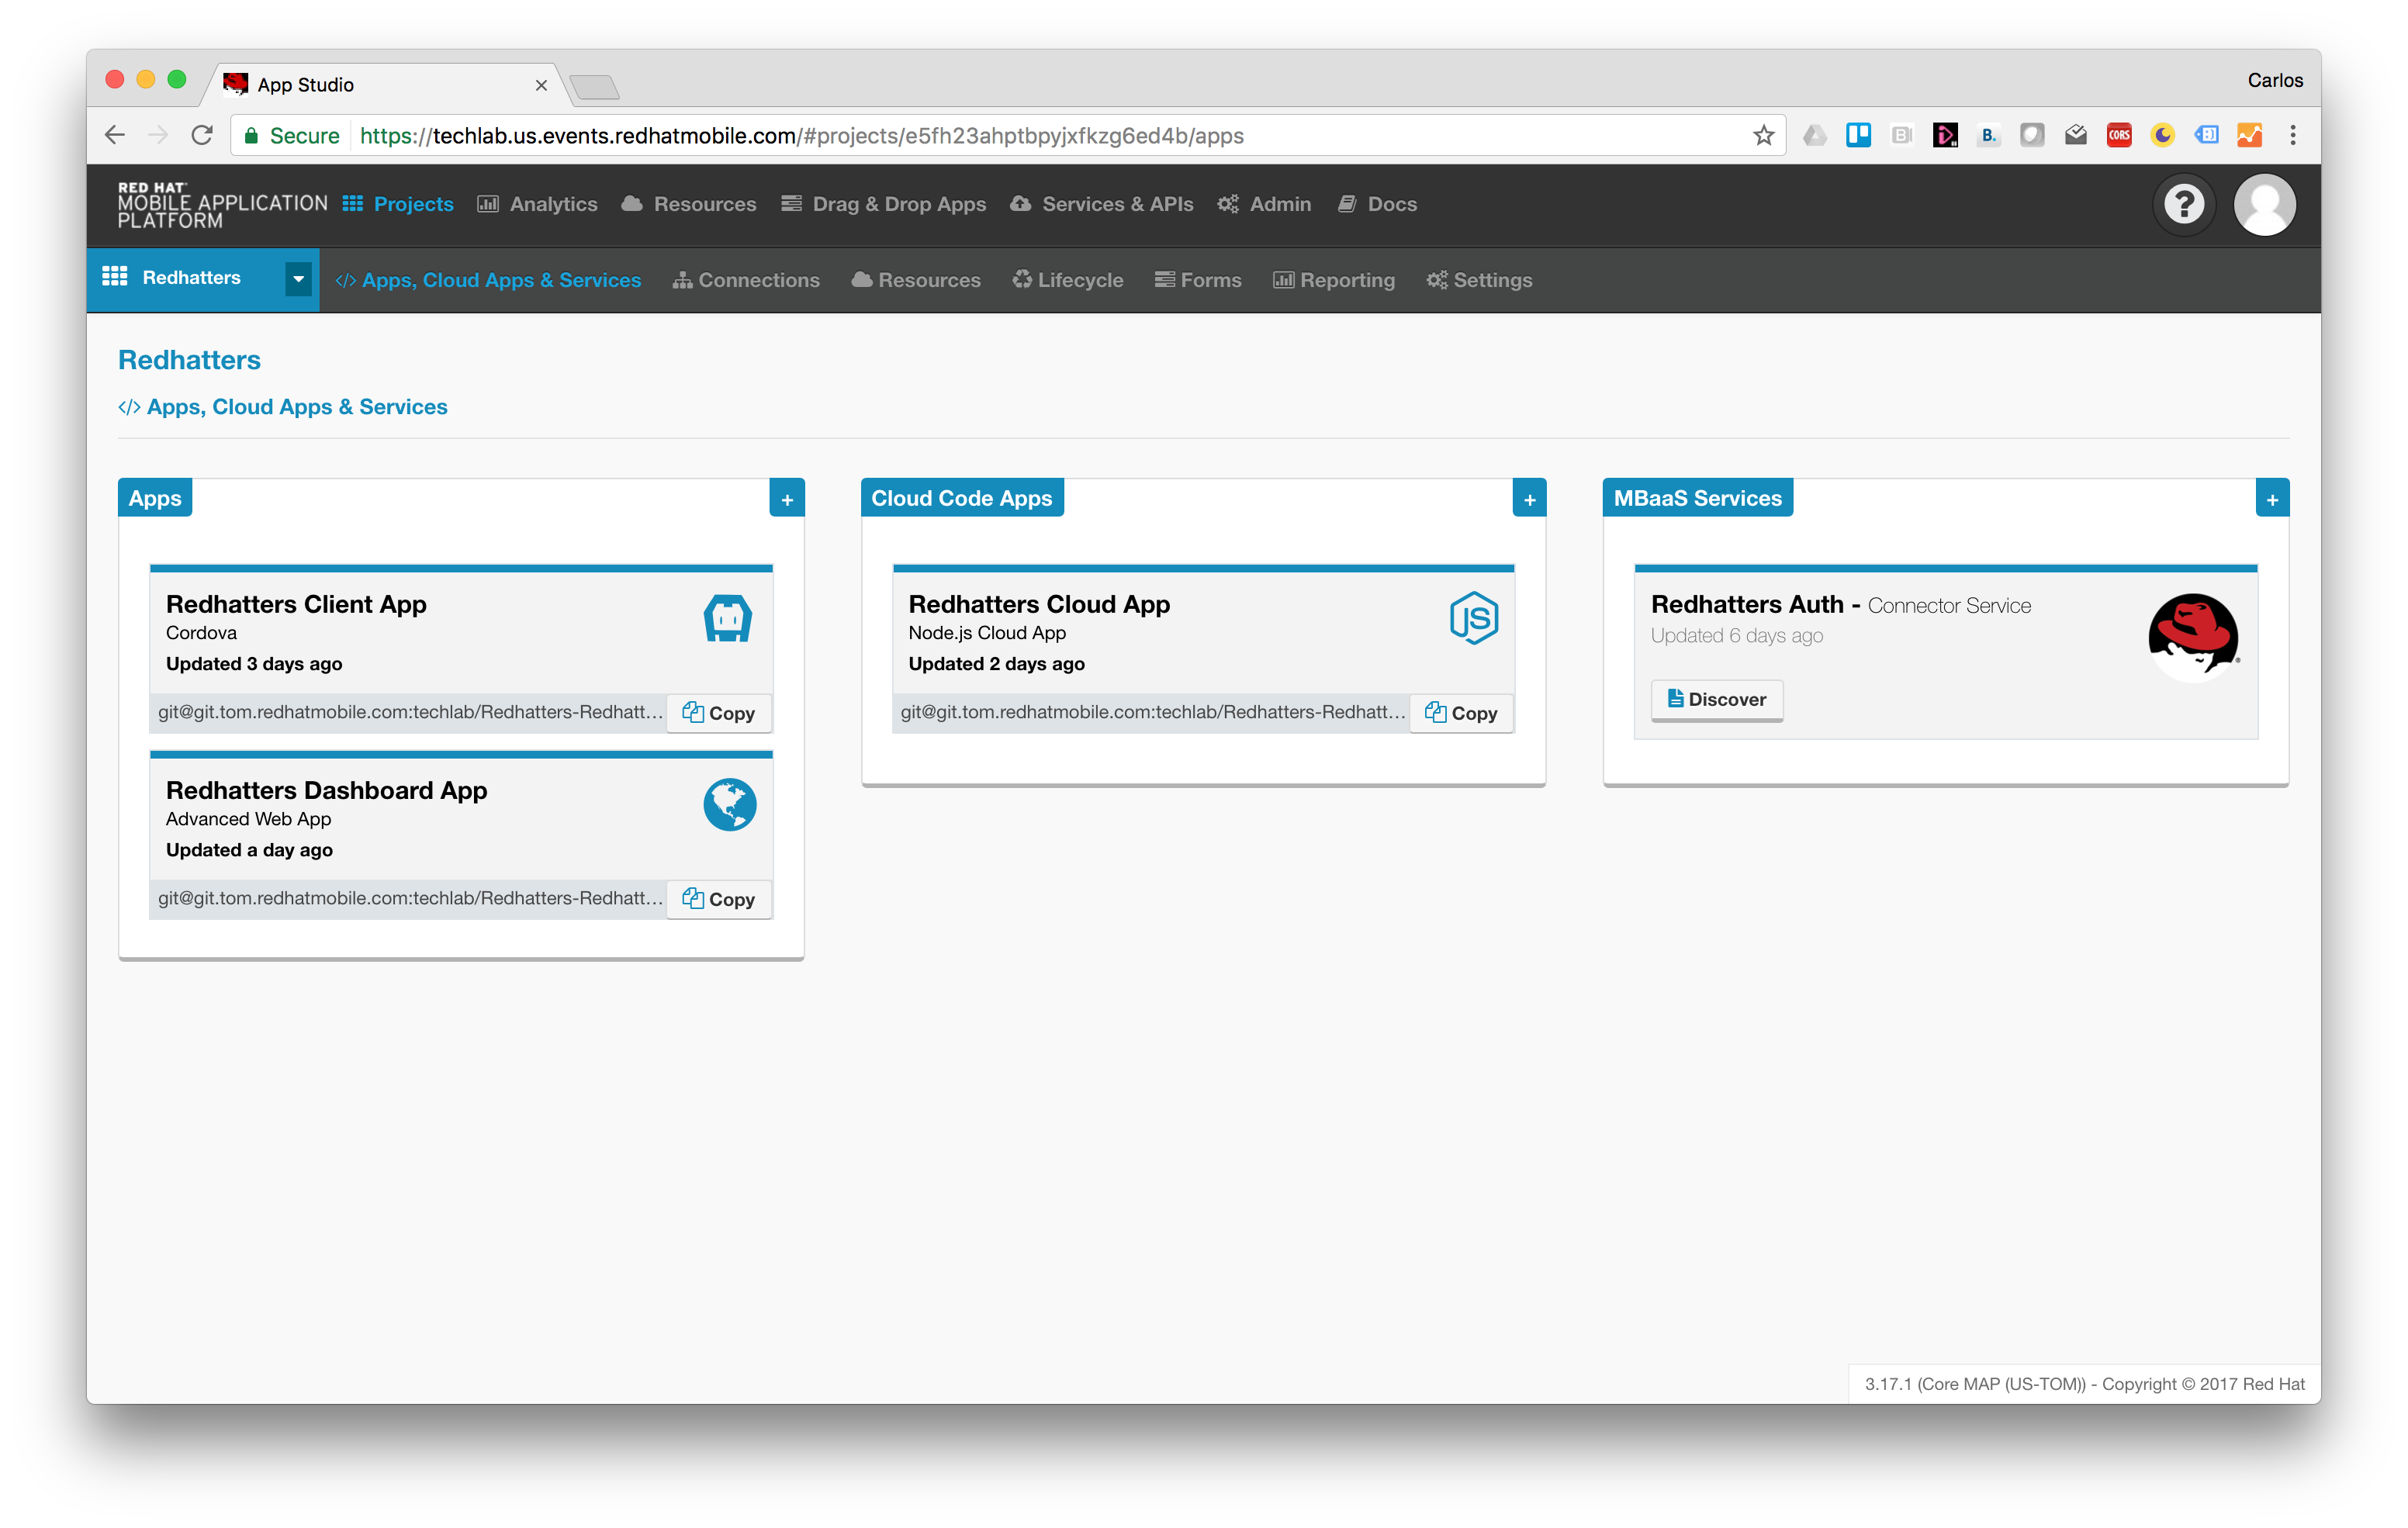 App Studio
Carlos
Secure https://techlab.us.events.redhatmobile.com/#projects/e5fh23ahptbpyjxfkzg6ed4b/apps
RED HAT
MOBILE APPLICATION
PLATFORM
Projects Analytics Resources Drag & Drop Apps Services & APIs Admin Docs
Redhatters
</> Apps, Cloud Apps & Services Connections Resources Lifecycle Forms Reporting Settings
Redhatters
</> Apps, Cloud Apps & Services
Apps +
Redhatters Client App
Cordova
Updated 3 days ago
git@git.tom.redhatmobile.com:techlab/Redhatters-Redhatt... Copy
Redhatters Dashboard App
Advanced Web App
Updated a day ago
git@git.tom.redhatmobile.com:techlab/Redhatters-Redhatt... Copy
Cloud Code Apps +
Redhatters Cloud App
JS
Node.js Cloud App
Updated 2 days ago
git@git.tom.redhatmobile.com:techlab/Redhatters-Redhatt... Copy
MBaaS Services +
Redhatters Auth - Connector Service
Updated 6 days ago
Discover
3.17.1 (Core MAP (US-TOM)) - Copyright © 2017 Red Hat